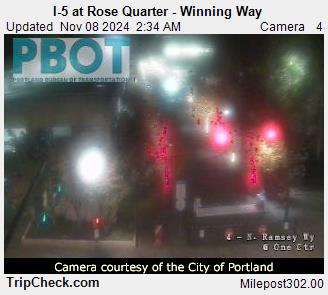 I-5 at Rose Quarter - Winning Way
Updated Nov 08 2024 2:34 AM Camera 4
PBOT
PORTLAND BUREAU OF TRANSPORTATION
4 - N. Ramsey Wy
@ One Ctr
Camera courtesy of the City of Portland
TripCheck.com Milepost302.00